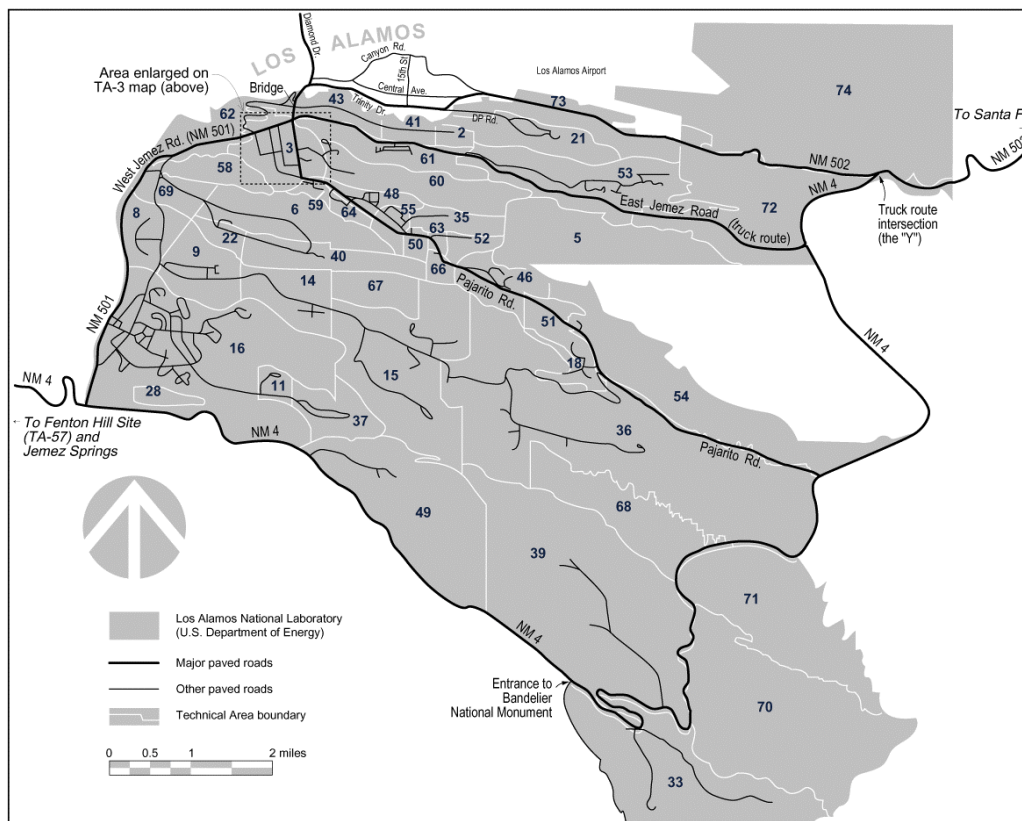 LOS ALAMOS
Diamond Dr.
Canyon Rd.
15th St
Central Ave.
Trinity Dr
DP Rd.
Los Alamos Airport
Area enlarged on
TA-3 map (above)
Bridge
62
43
41
2
73
21
74
To Santa F
NM 502
NM 502
NM 4
West Jemez Rd. (NM 501)
3
58
61
60
53
East Jemez Road
(truck route)
72
Truck route
intersection
(the "Y")
69
8
6
59
64
48
55
35
63
50
52
5
22
9
40
66
46
14
67
Pajarito Rd.
51
NM 501
16
15
18
NM 4
NM 4
28
11
37
54
36
To Fenton Hill Site
(TA-57) and
Jemez Springs
NM 4
Pajarito Rd.
49
68
39
71
Los Alamos National Laboratory
(U.S. Department of Energy)
Major paved roads
Other paved roads
Technical Area boundary
NM 4
Entrance to
Bandelier
National Monument
70
0 0.5 1 2 miles
33